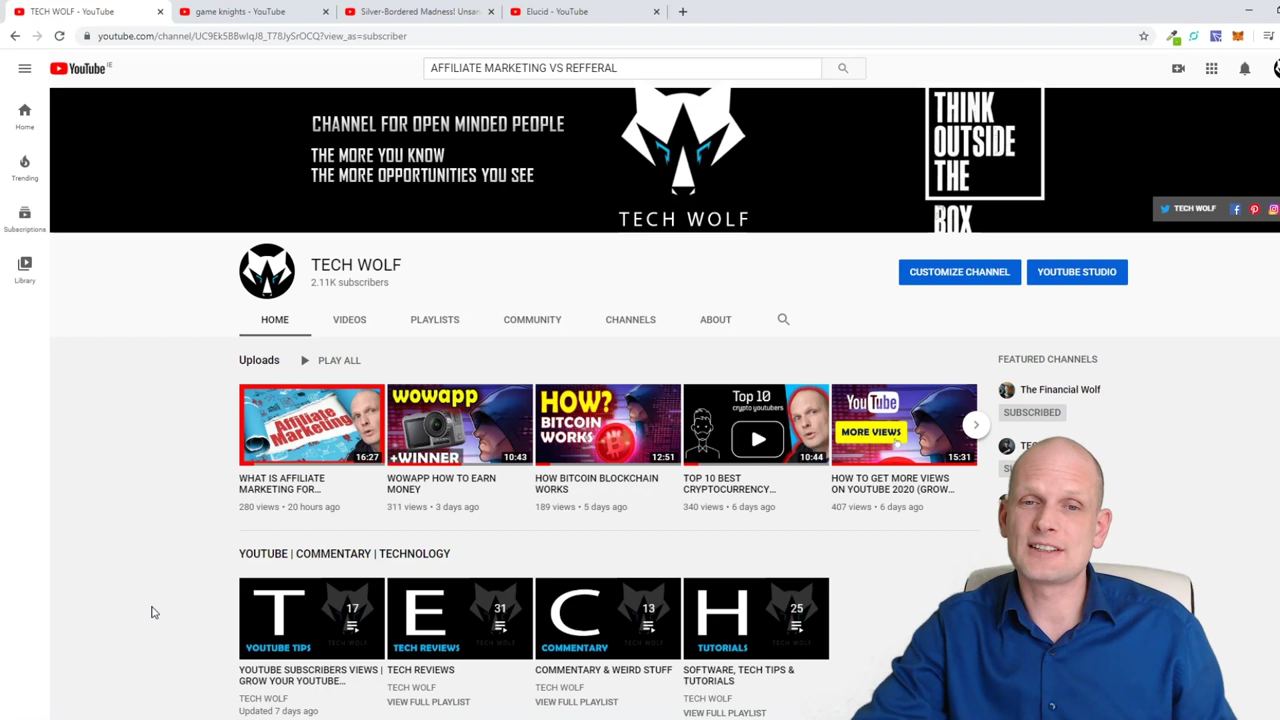 TECH WOLF - YouTube
game knights - YouTube
Silver-Bordered Madness! Unsan
Elucid - YouTube
youtube.com/channel/UC9Ek5BBwIqJ8_T78JySrOCQ?view_as=subscriber
YouTube IE
AFFILIATE MARKETING VS REFFERAL
Home
Trending
Subscriptions
Library
CHANNEL FOR OPEN MINDED PEOPLE
THE MORE YOU KNOW
THE MORE OPPORTUNITIES YOU SEE
TECH WOLF
THINK
OUTSIDE
THE
BOX
TECH WOLF
TECH WOLF
2.11K subscribers
CUSTOMIZE CHANNEL
YOUTUBE STUDIO
HOME
VIDEOS
PLAYLISTS
COMMUNITY
CHANNELS
ABOUT
Uploads
PLAY ALL
FEATURED CHANNELS
The Financial Wolf
SUBSCRIBED
Affiliate
Marketing
16:27
WHAT IS AFFILIATE
MARKETING FOR...
280 views • 20 hours ago
wowapp
+WINNER
10:43
WOWAPP HOW TO EARN
MONEY
311 views • 3 days ago
HOW?
BITCOIN
WORKS
12:51
HOW BITCOIN BLOCKCHAIN
WORKS
189 views • 5 days ago
Top 10
crypto youtubers
10:44
TOP 10 BEST
CRYPTOCURRENCY...
340 views • 6 days ago
YouTube
MORE VIEWS
15:31
HOW TO GET MORE VIEWS
ON YOUTUBE 2020 (GROW...
407 views • 6 days ago
YOUTUBE | COMMENTARY | TECHNOLOGY
T
17
YOUTUBE TIPS
YOUTUBE SUBSCRIBERS VIEWS |
GROW YOUR YOUTUBE...
TECH WOLF
Updated 7 days ago
E
31
TECH WOLF
TECH REVIEWS
TECH REVIEWS
TECH WOLF
VIEW FULL PLAYLIST
C
13
TECH WOLF
COMMENTARY
COMMENTARY & WEIRD STUFF
TECH WOLF
VIEW FULL PLAYLIST
H
25
TECH WOLF
TUTORIALS
SOFTWARE, TECH TIPS &
TUTORIALS
TECH WOLF
VIEW FULL PLAYLIST